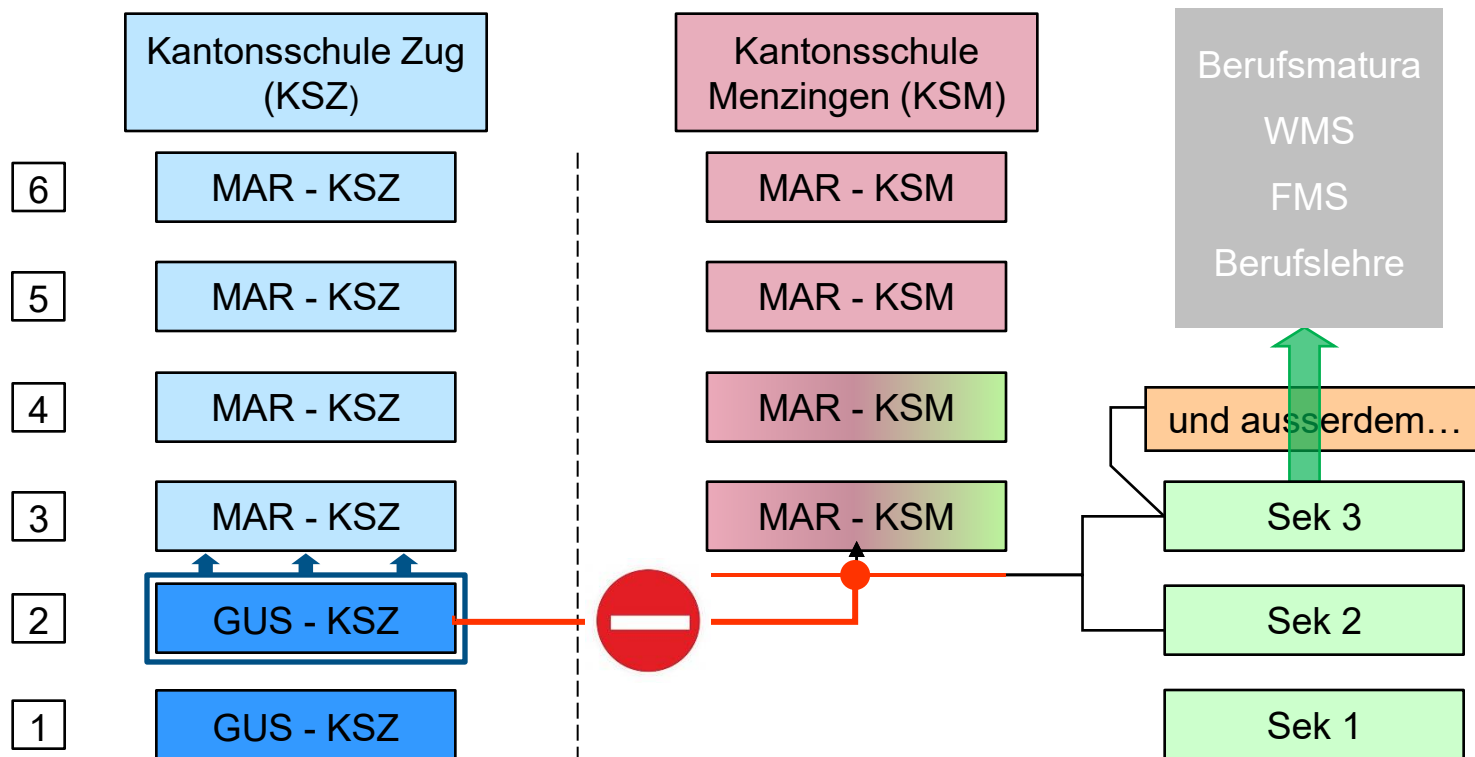 Kantonsschule Zug
(KSZ)
Kantonsschule
Menzingen (KSM)
Berufsmatura
WMS
FMS
Berufslehre
6
MAR - KSZ
MAR - KSM
5
MAR - KSZ
MAR - KSM
4
MAR - KSZ
MAR - KSM
und ausserdem…
3
MAR - KSZ
MAR - KSM
Sek 3
2
GUS - KSZ
Sek 2
1
GUS - KSZ
Sek 1